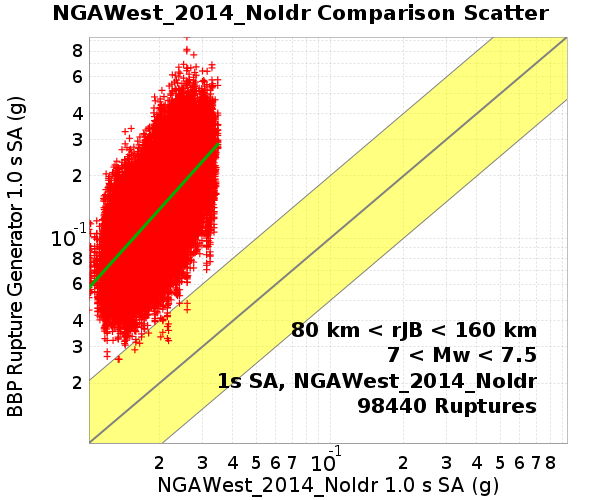 NGAWest_2014_NoIdr Comparison Scatter
BBP Rupture Generator 1.0 s SA (g)
8
6
4
3
2
10-1
8
6
4
3
2
80 km < rJB < 160 km
7 < Mw < 7.5
1s SA, NGAWest_2014_NoIdr
98440 Ruptures
2 3 4 5 6 7 10-1 2 3 4 5 6 7 8
NGAWest_2014_NoIdr 1.0 s SA (g)